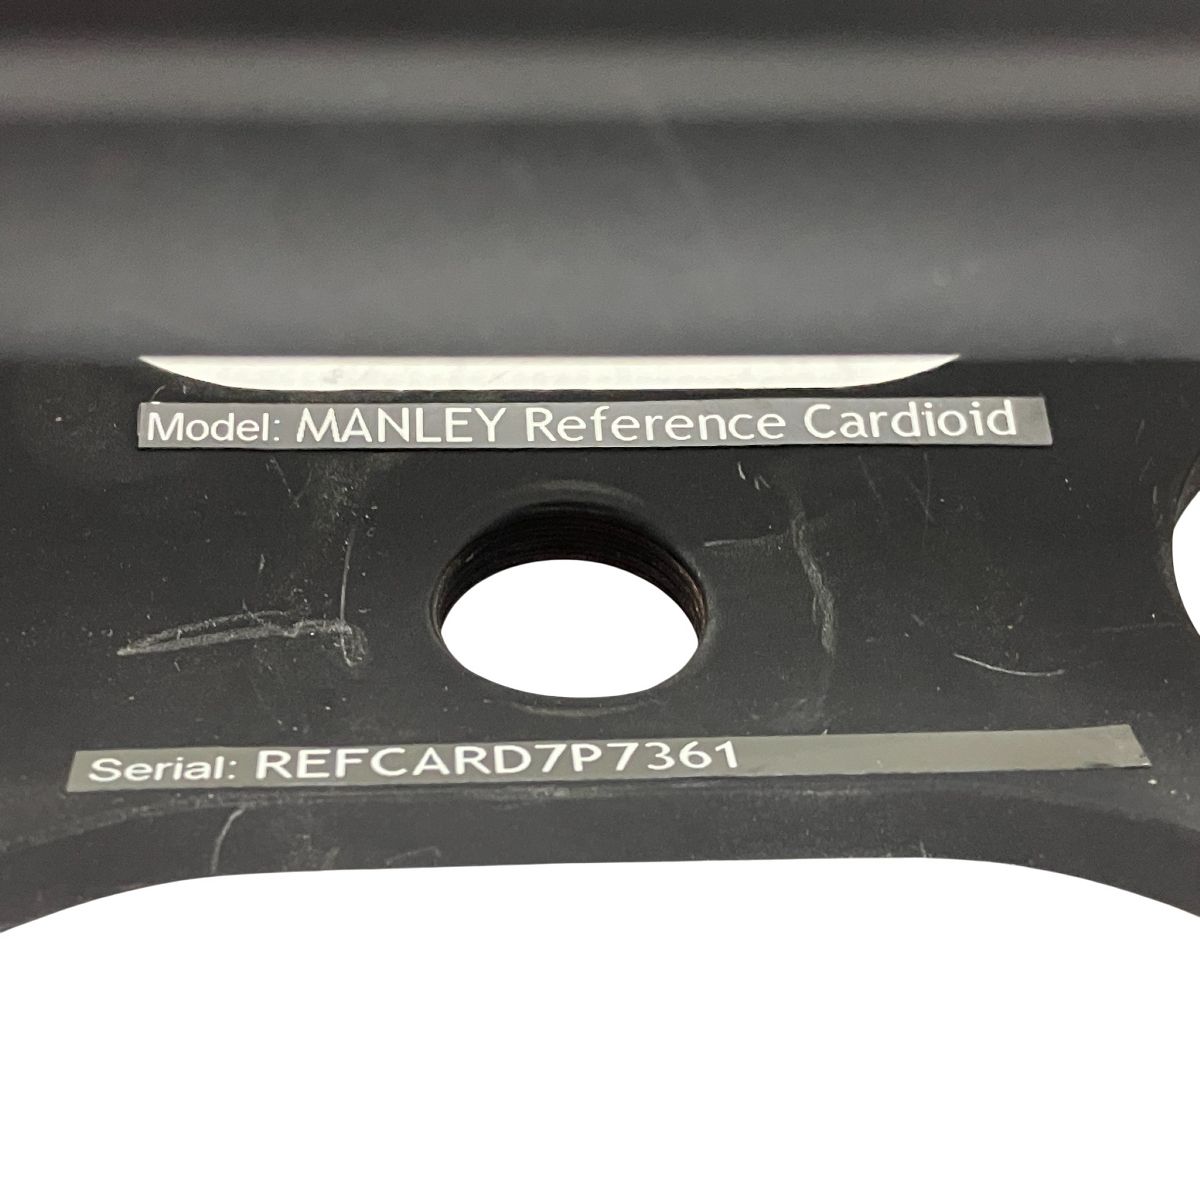 Model: MANLEY Reference Cardioid
Serial: REFCARD7P7361